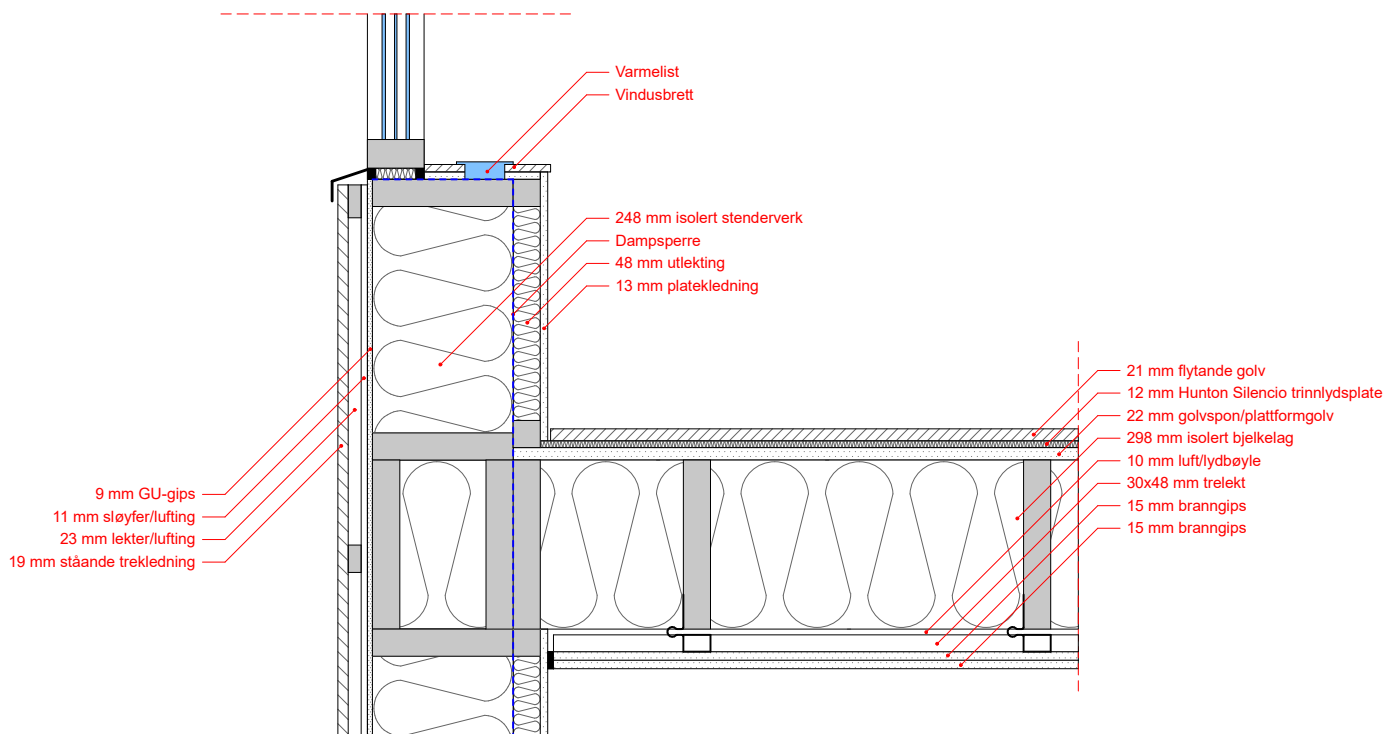 Varmelist
Vindusbrett
248 mm isolert stenderverk
Dampsperre
48 mm utlekting
13 mm platekledning
21 mm flytande golv
12 mm Hunton Silencio trinnlydsplate
22 mm golvspon/plattformgolv
298 mm isolert bjelkelag
10 mm luft/lydbøyle
30x48 mm trelekt
15 mm branngips
15 mm branngips
9 mm GU-gips
11 mm sløyfer/lufting
23 mm lekter/lufting
19 mm ståande trekledning